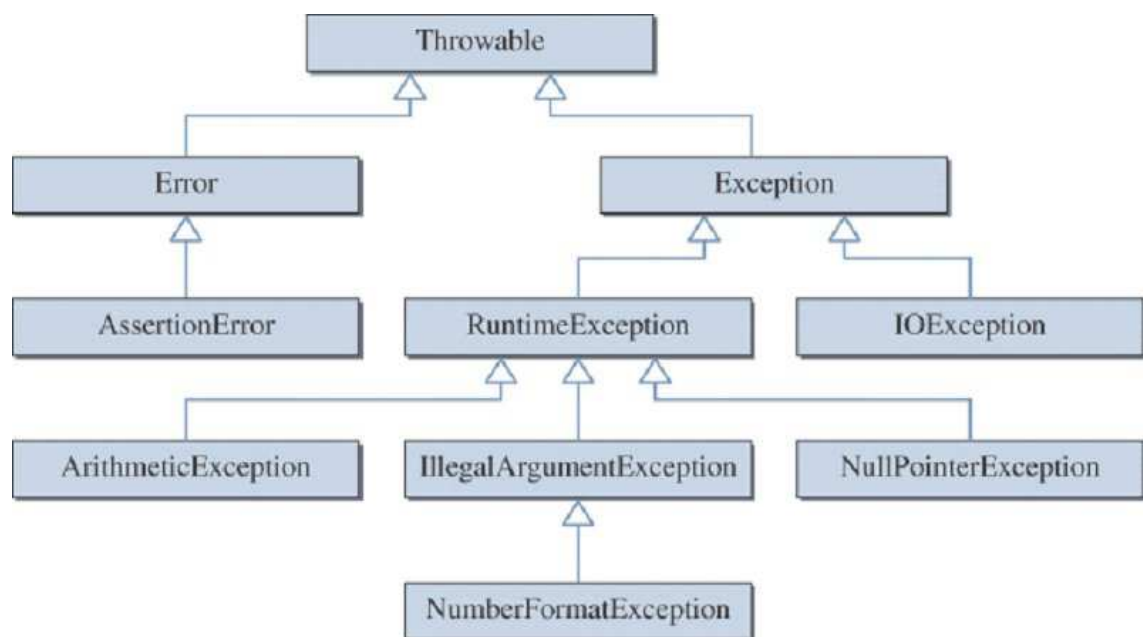 Throwable
Error
Exception
AssertionError
RuntimeException
IOException
ArithmeticException
IllegalArgumentException
NullPointerException
NumberFormatException